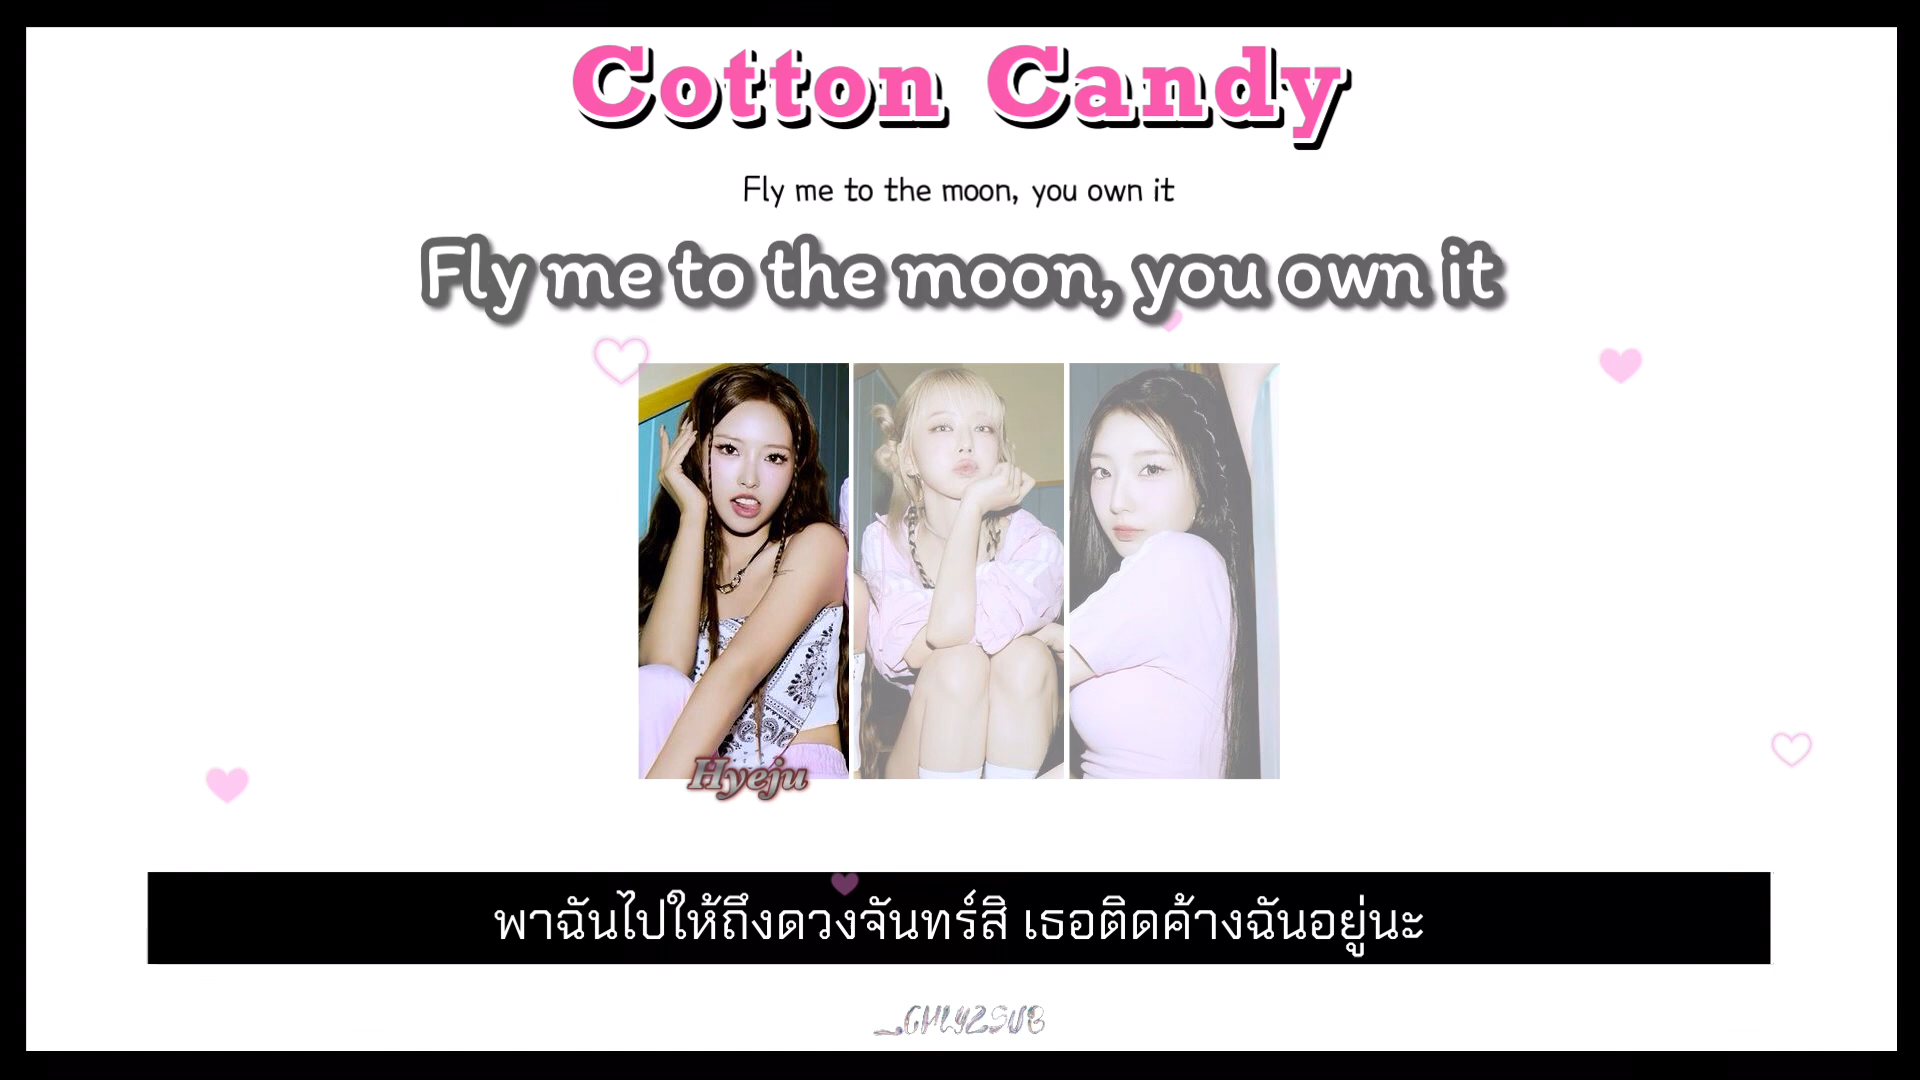 Cotton Candy
Fly me to the moon, you own it
Fly me to the moon, you own it
Hyeju
พาฉันไปให้ถึงดวงจันทร์สิ เธอติดค้างฉันอยู่นะ
_CHLYZSUB